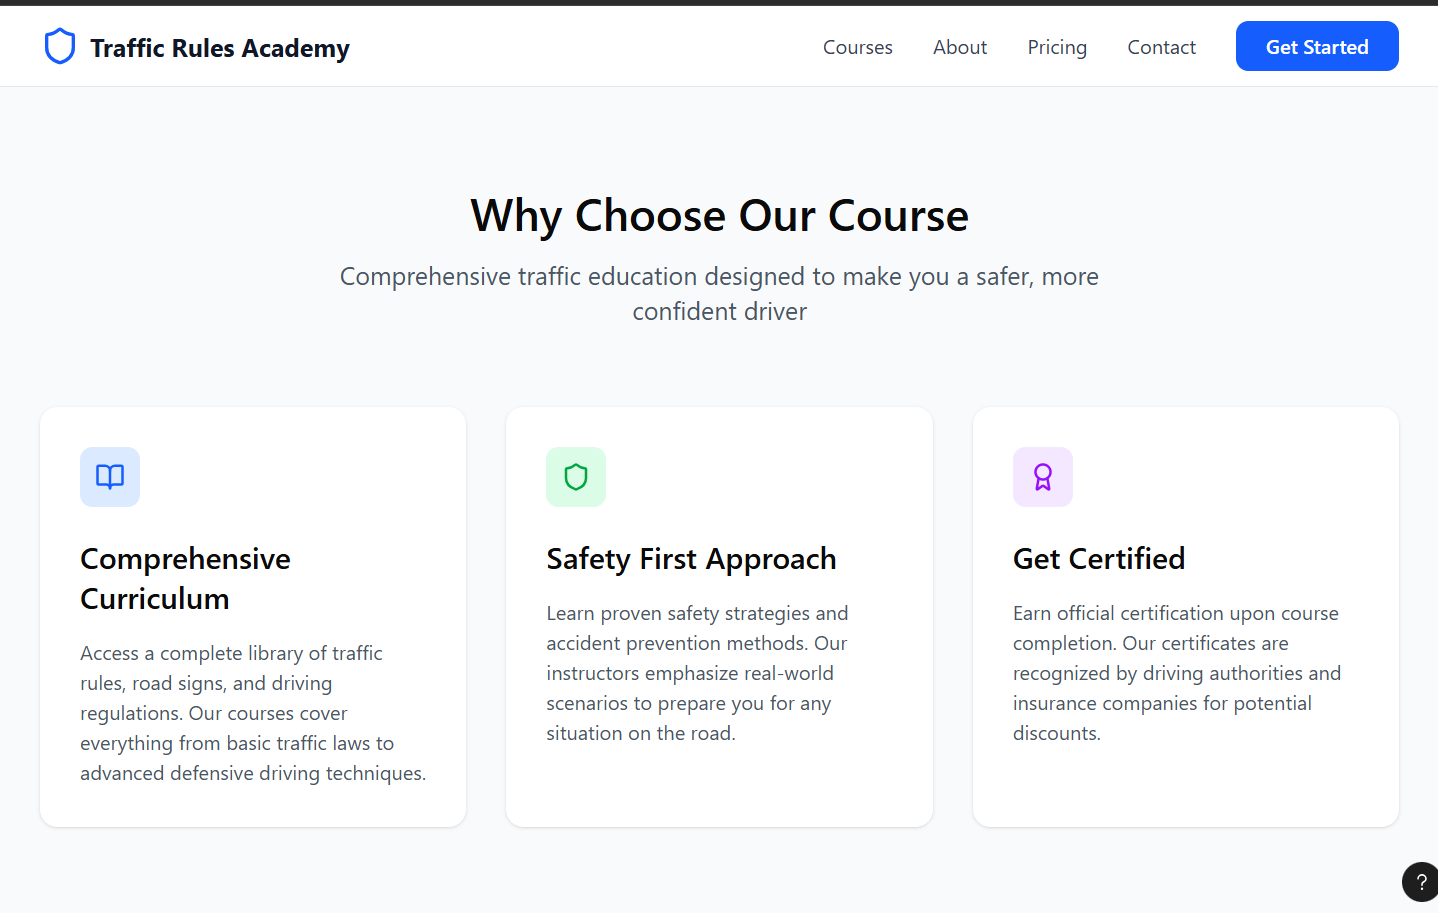 Traffic Rules Academy
Courses
About
Pricing
Contact
Get Started
Why Choose Our Course
Comprehensive traffic education designed to make you a safer, more
confident driver
Comprehensive
Curriculum
Access a complete library of traffic
rules, road signs, and driving
regulations. Our courses cover
everything from basic traffic laws to
advanced defensive driving techniques.
Safety First Approach
Learn proven safety strategies and
accident prevention methods. Our
instructors emphasize real-world
scenarios to prepare you for any
situation on the road.
Get Certified
Earn official certification upon course
completion. Our certificates are
recognized by driving authorities and
insurance companies for potential
discounts.
?